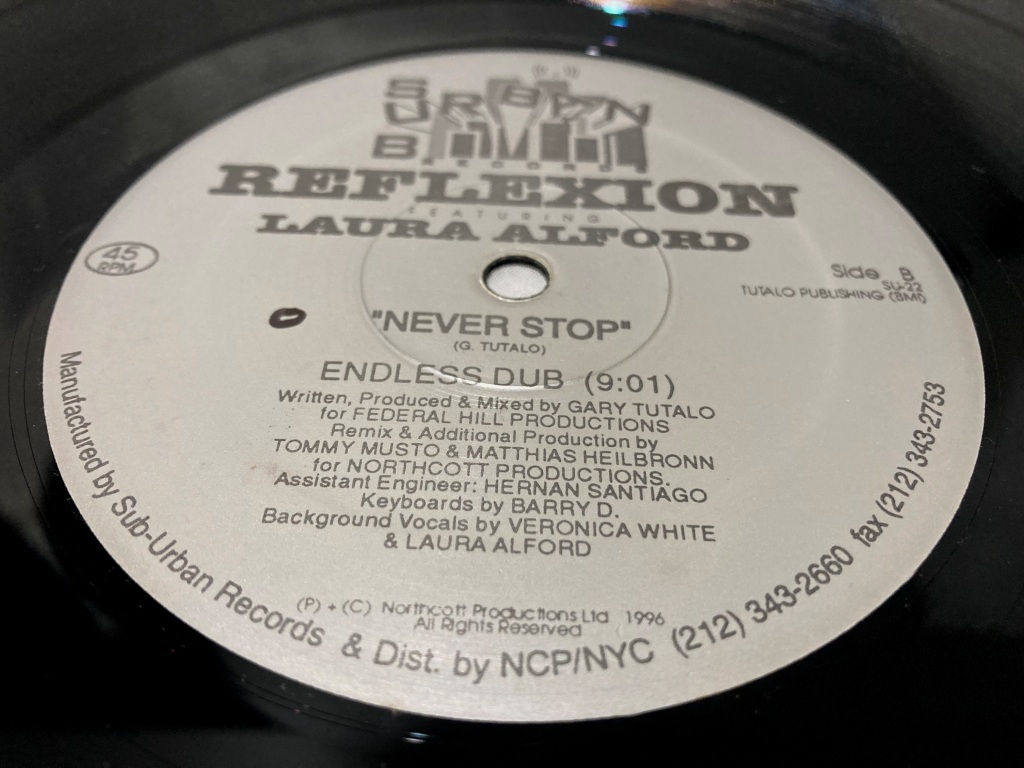 SUB URBAN
RECORDS
REFLEXION
FEATURING
LAURA ALFORD
45
RPM
Side B
SU-22
TUTALO PUBLISHING (BMI)
"NEVER STOP"
(G. TUTALO)
ENDLESS DUB (9:01)
Written, Produced & Mixed by GARY TUTALO
for FEDERAL HILL PRODUCTIONS
Remix & Additional Production by
TOMMY MUSTO & MATTHIAS HEILBRONN
for NORTHCOTT PRODUCTIONS.
Assistant Engineer: HERNAN SANTIAGO
Keyboards by BARRY D.
Background Vocals by VERONICA WHITE
& LAURA ALFORD
(P) + (C) Northcott Productions Ltd 1996
All Rights Reserved
Manufactured by Sub-Urban Records & Dist. by NCP/NYC (212) 343-2660 fax (212) 343-2753